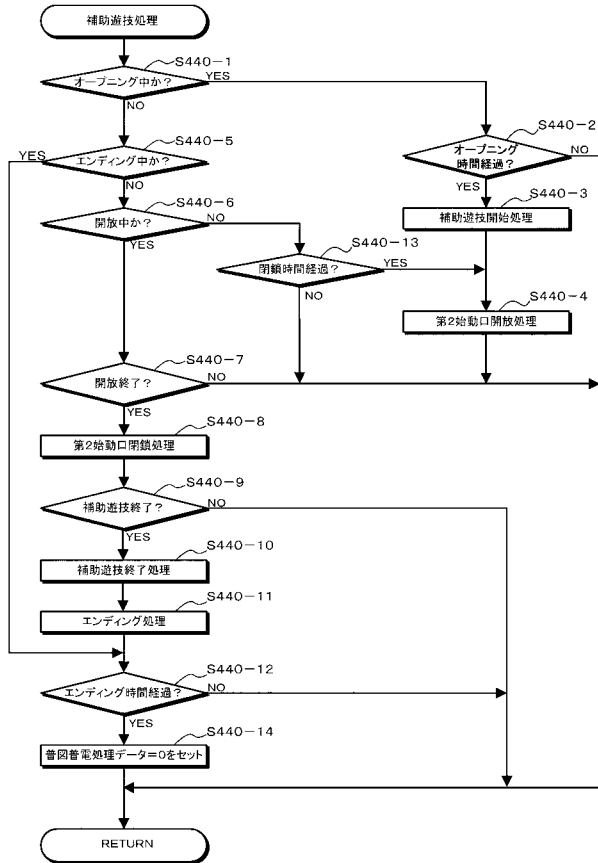 補助遊技処理
S440-1
オープニング中か?
YES
NO
S440-2
オープニング
時間経過?
NO
YES
S440-5
YES
エンディング中か?
NO
S440-3
補助遊技開始処理
S440-6
開放中か?
NO
YES
S440-13
閉鎖時間経過?
YES
NO
S440-4
第2始動口開放処理
S440-7
開放終了?
NO
YES
S440-8
第2始動口閉鎖処理
S440-9
補助遊技終了?
NO
YES
S440-10
補助遊技終了処理
S440-11
エンディング処理
S440-12
エンディング時間経過?
NO
YES
S440-14
普図普電処理データ=0をセット
RETURN